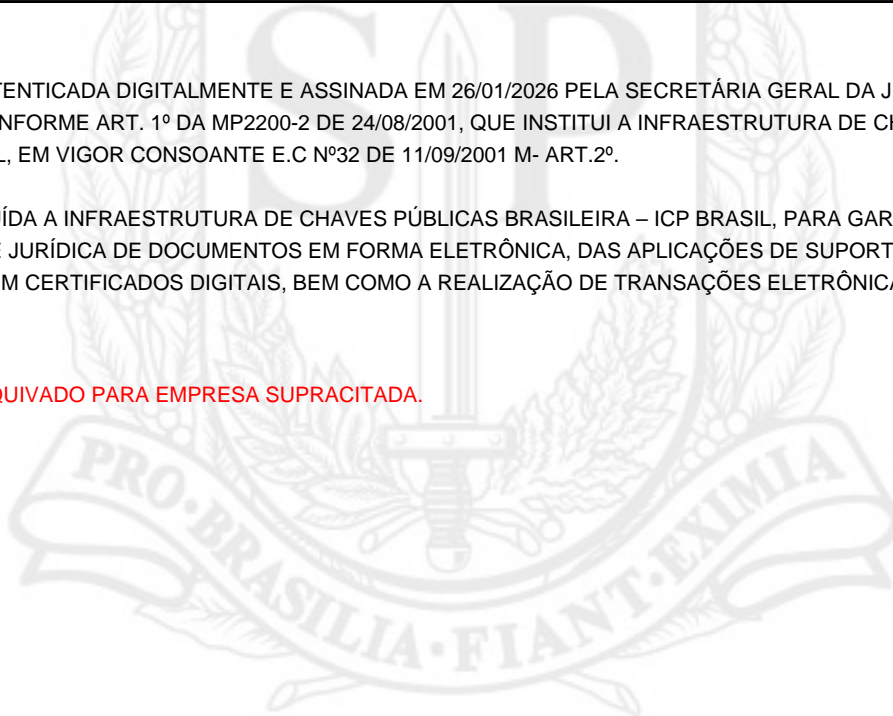 TENTICADA DIGITALMENTE E ASSINADA EM 26/01/2026 PELA SECRETÁRIA GERAL DA J
NFORME ART. 1º DA MP2200-2 DE 24/08/2001, QUE INSTITUI A INFRAESTRUTURA DE CH
L, EM VIGOR CONSOANTE E.C Nº32 DE 11/09/2001 M- ART.2º.
UÍDA A INFRAESTRUTURA DE CHAVES PÚBLICAS BRASILEIRA – ICP BRASIL, PARA GAR
E JURÍDICA DE DOCUMENTOS EM FORMA ELETRÔNICA, DAS APLICAÇÕES DE SUPORT
M CERTIFICADOS DIGITAIS, BEM COMO A REALIZAÇÃO DE TRANSAÇÕES ELETRÔNICA
QUIVADO PARA EMPRESA SUPRACITADA.
SP
PRO·BRASILIA·FIANT·EXIMIA